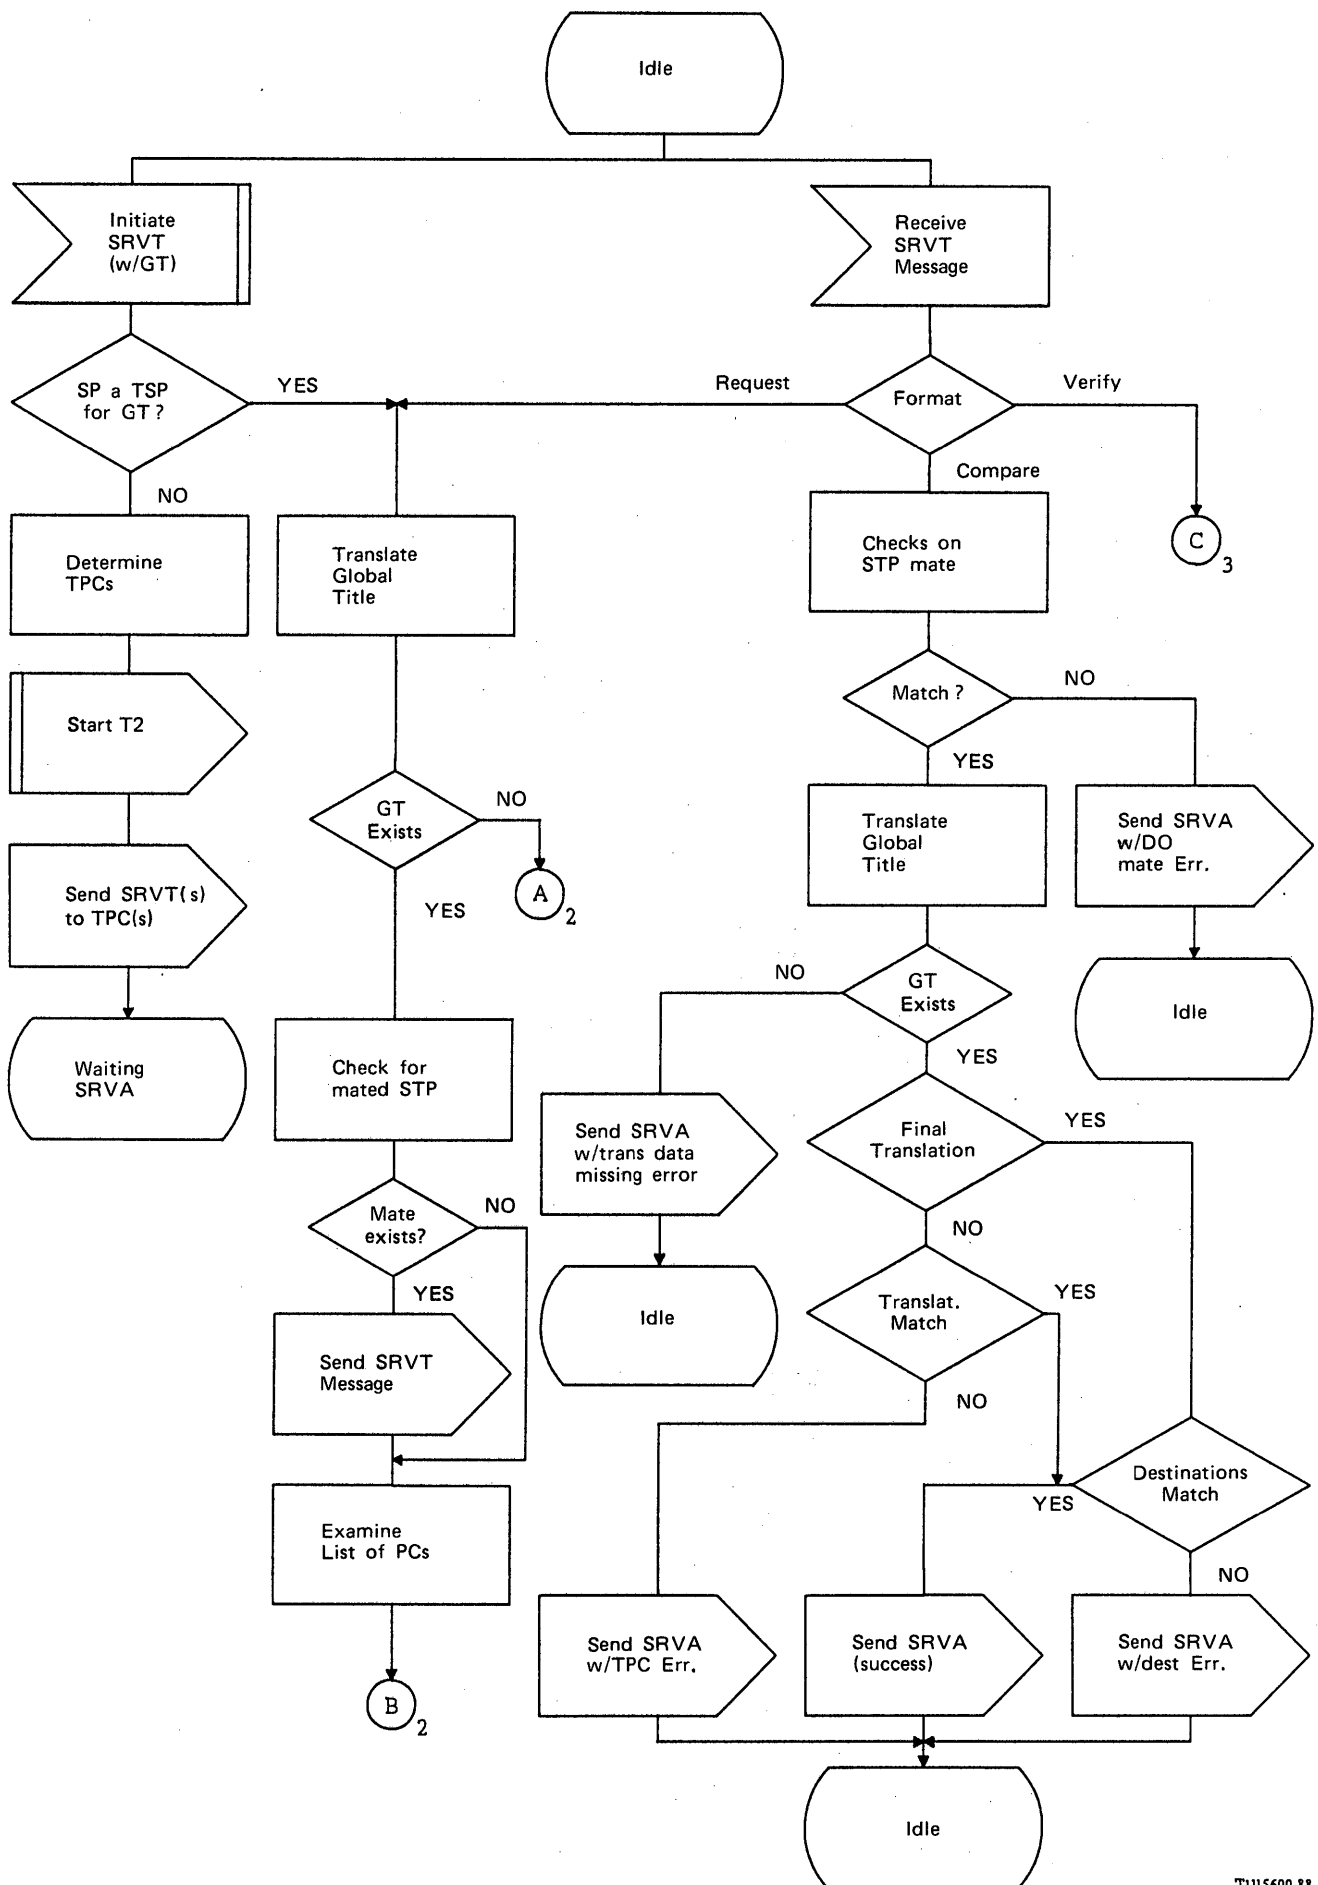 Idle
Initiate
SRVT
(w/GT)
Receive
SRVT
Message
SP a TSP
for GT?
YES
Request
Format
Verify
NO
Compare
Determine
TPCs
Translate
Global
Title
Checks on
STP mate
C
3
Start T2
Match?
NO
YES
GT
Exists
NO
Translate
Global
Title
Send SRVA
w/DO
mate Err.
Send SRVT(s)
to TPC(s)
A
2
YES
NO
GT
Exists
Idle
YES
Waiting
SRVA
Check for
mated STP
Send SRVA
w/trans data
missing error
Final
Translation
YES
Mate
exists?
NO
NO
YES
Idle
Translat.
Match
YES
Send SRVT
Message
NO
Destinations
Match
YES
Examine
List of PCs
NO
Send SRVA
w/TPC Err.
Send SRVA
(success)
Send SRVA
w/dest Err.
B
2
Idle
T1115600-88